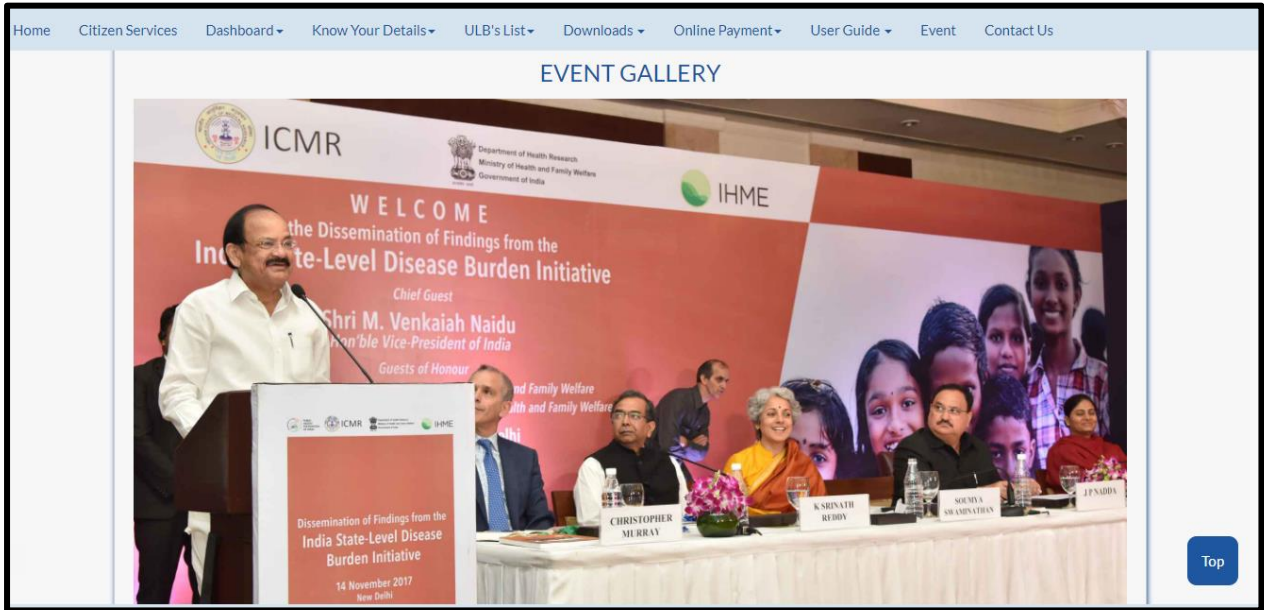 Home Citizen Services Dashboard Know Your Details ULB's List Downloads Online Payment User Guide Event Contact Us
EVENT GALLERY
ICMR
Department of Health Research
Ministry of Health and Family Welfare
Government of India
IHME
WELCOME
the Dissemination of Findings from the
te-Level Disease Burden Initiative
Chief Guest
Shri M. Venkaiah Naidu
Hon'ble Vice-President of India
Guests of Honour
nd Family Welfare
lth and Family Welfare
lhi
ICMR
IHME
Dissemination of Findings from the
India State-Level Disease
Burden Initiative
14 November 2017
New Delhi
CHRISTOPHER
MURRAY
K SRINATH
REDDY
SOUMYA
SWAMINATHAN
J P NADDA
Top